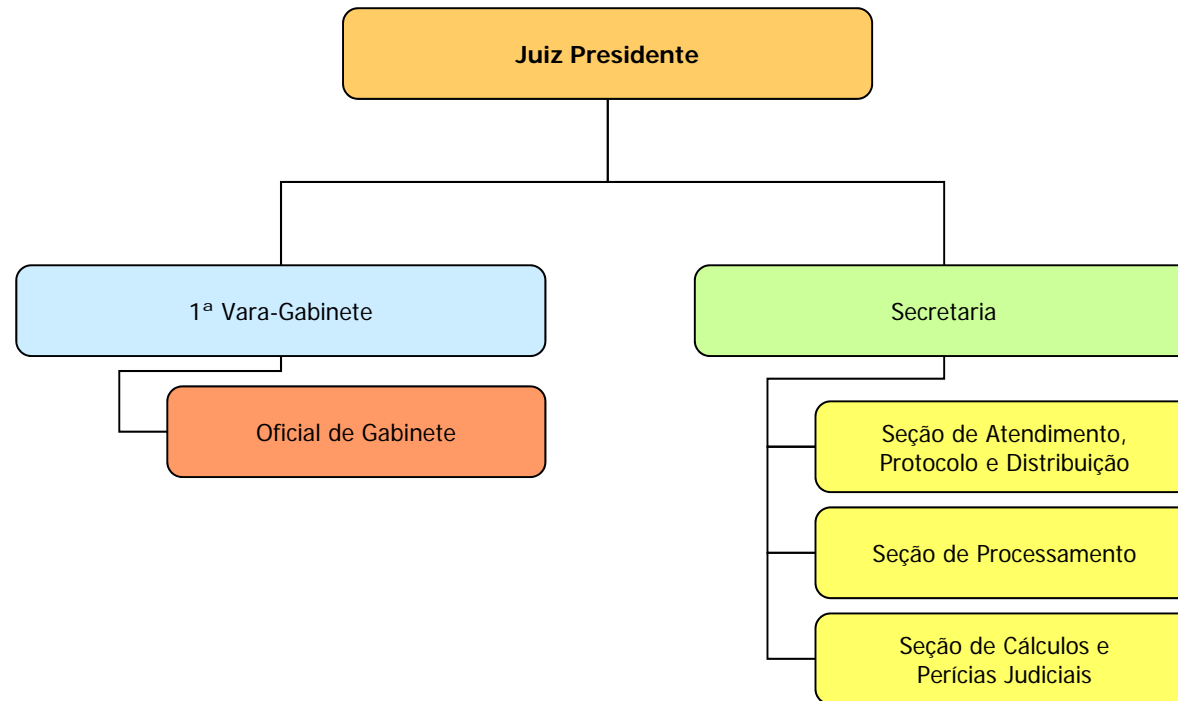 Juiz Presidente
1ª Vara-Gabinete
Oficial de Gabinete
Secretaria
Seção de Atendimento,
Protocolo e Distribuição
Seção de Processamento
Seção de Cálculos e
Perícias Judiciais